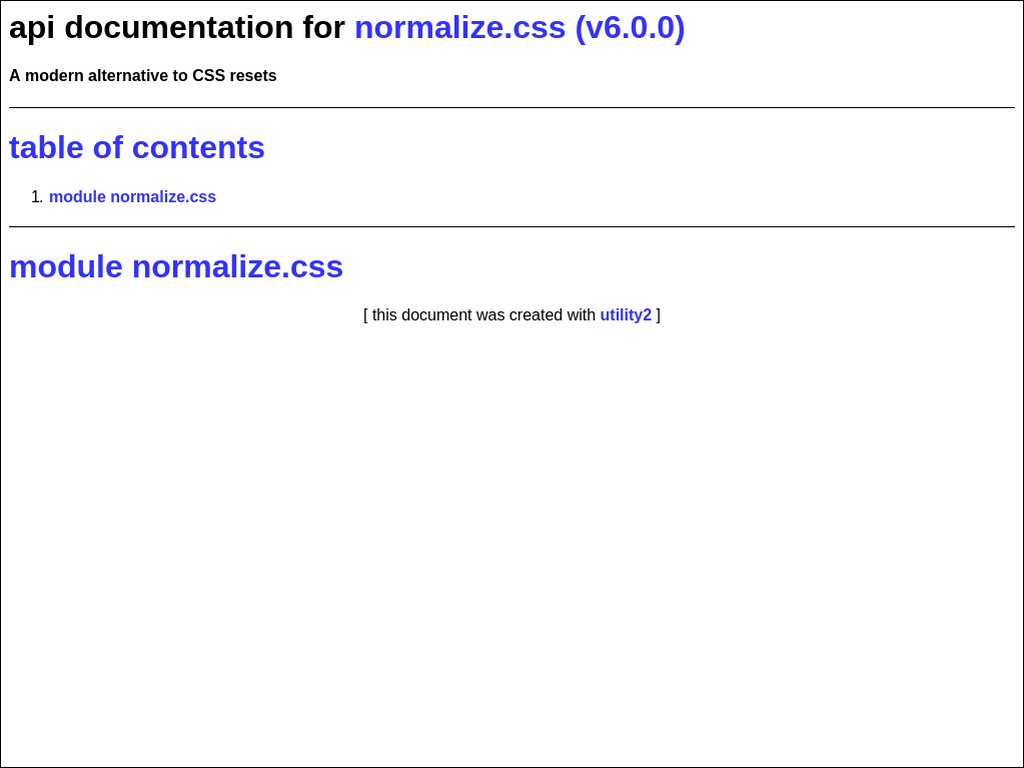 api documentation for normalize.css (v6.0.0)
A modern alternative to CSS resets
table of contents
1. module normalize.css
module normalize.css
[ this document was created with utility2 ]